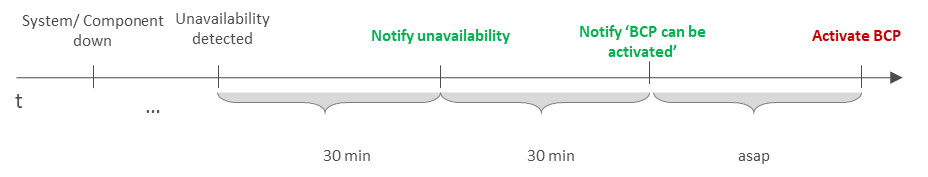 System/ Component
down
Unavailability
detected
Notify unavailability
Notify ‘BCP can be
activated’
Activate BCP
t
...
30 min
30 min
asap